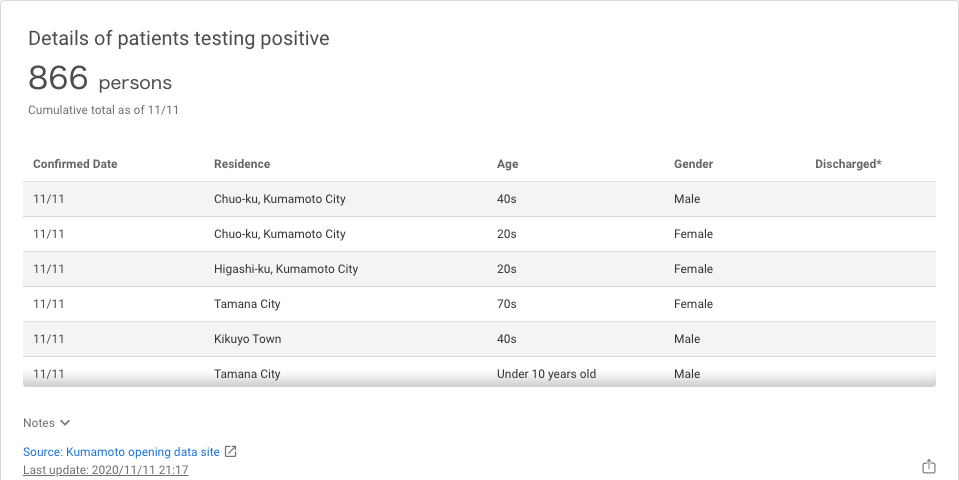 Details of patients testing positive
866 persons
Cumulative total as of 11/11
Confirmed Date Residence Age Gender Discharged*
11/11 Chuo-ku, Kumamoto City 40s Male
11/11 Chuo-ku, Kumamoto City 20s Female
11/11 Higashi-ku, Kumamoto City 20s Female
11/11 Tamana City 70s Female
11/11 Kikuyo Town 40s Male
11/11 Tamana City Under 10 years old Male
Notes
Source: Kumamoto opening data site
Last update: 2020/11/11 21:17